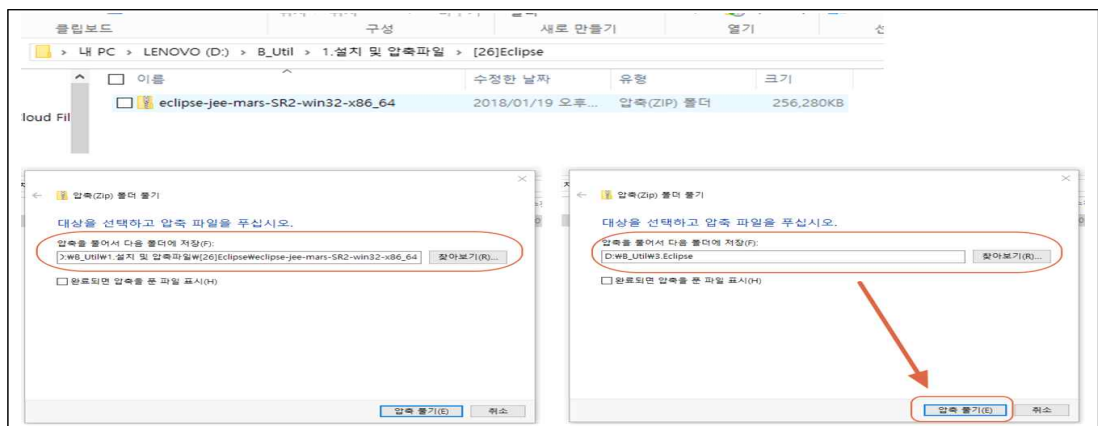 클립보드 구성 새로 만들기 열기
> 내 PC > LENOVO (D:) > B_Util > 1.설치 및 압축파일 > [26]Eclipse
이름 수정한 날짜 유형 크기
eclipse-jee-mars-SR2-win32-x86_64 2018/01/19 오후... 압축(ZIP) 폴더 256,280KB
loud Fil
압축(Zip) 폴더 풀기
대상을 선택하고 압축 파일을 푸십시오.
압축을 풀어서 다음 폴더에 저장(F):
:₩B_Util₩1.설치 및 압축파일₩[26]Eclipse₩eclipse-jee-mars-SR2-win32-x86_64 찾아보기(R)...
완료되면 압축을 푼 파일 표시(H)
압축 풀기(E) 취소
압축(Zip) 폴더 풀기
대상을 선택하고 압축 파일을 푸십시오.
압축을 풀어서 다음 폴더에 저장(F):
D:₩B_Util₩3.Eclipse 찾아보기(R)...
완료되면 압축을 푼 파일 표시(H)
압축 풀기(E) 취소